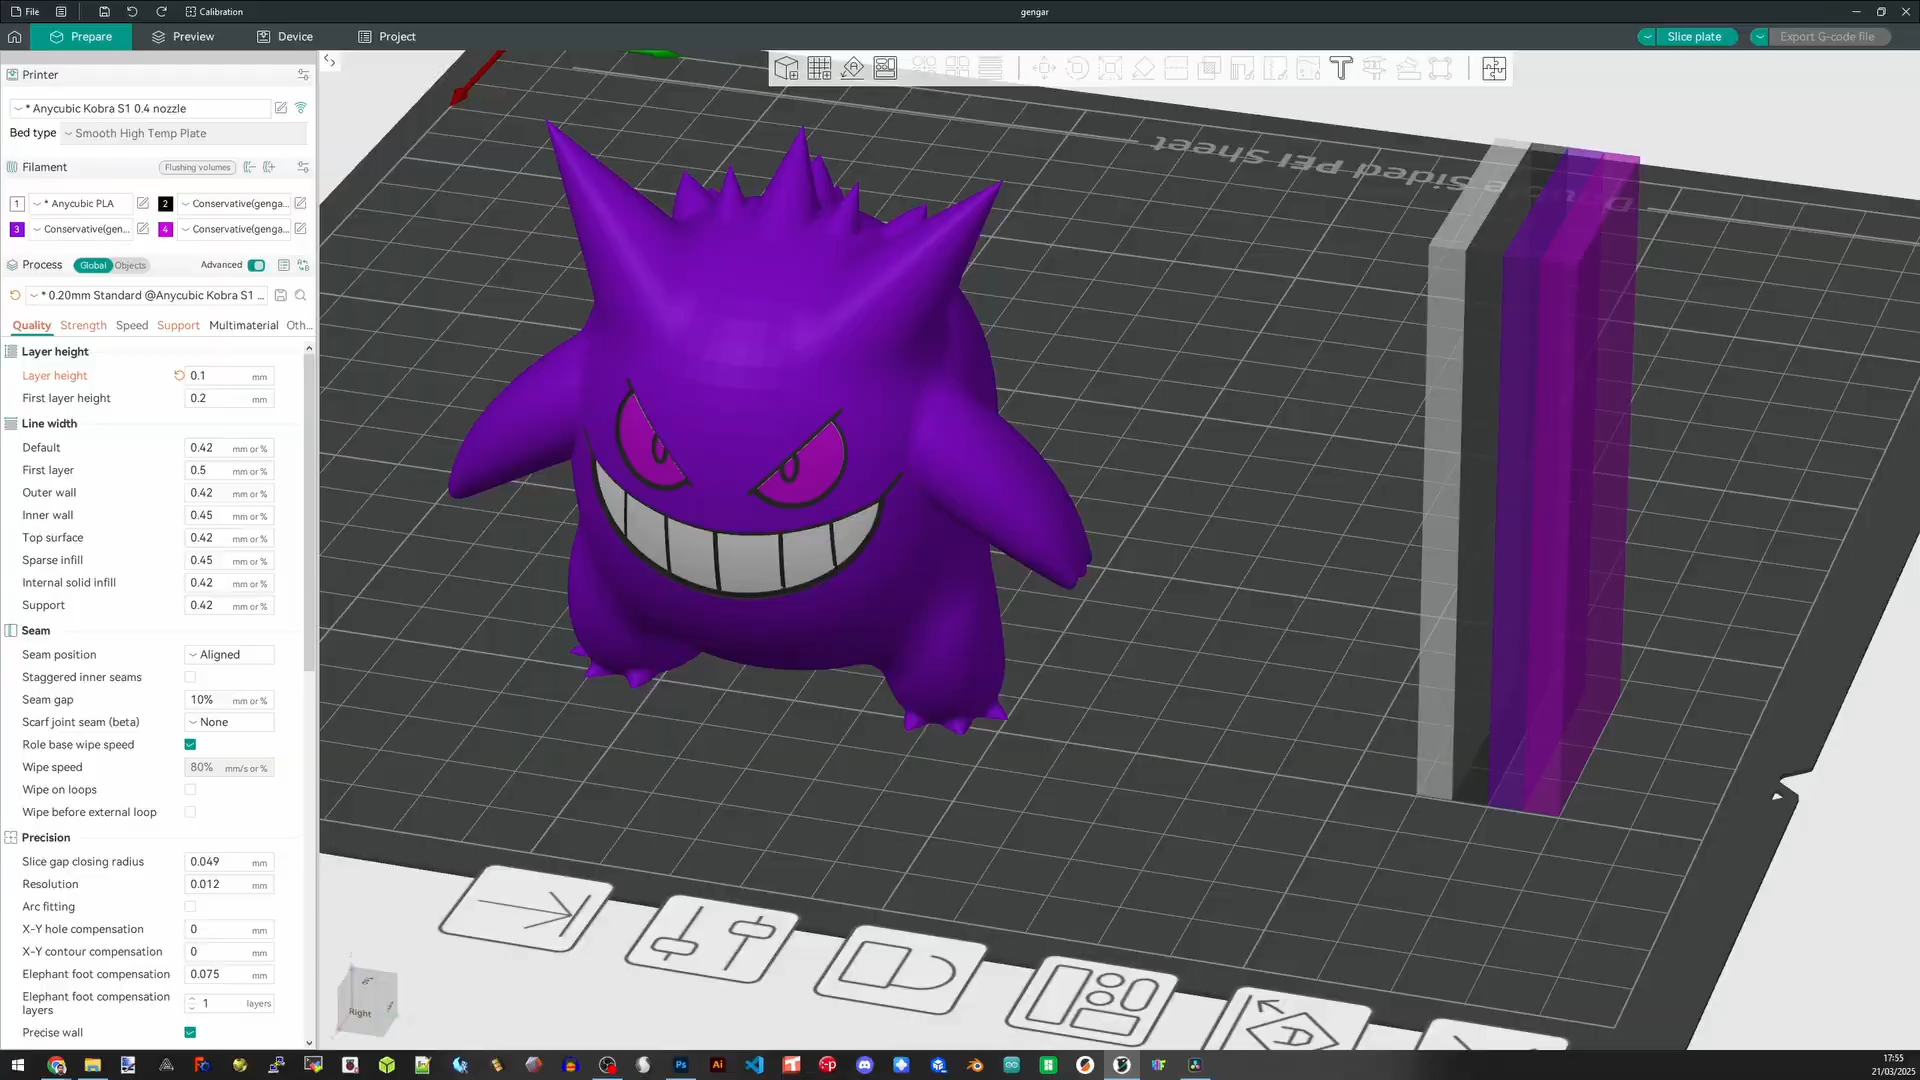 File
Calibration
gengar
Prepare
Preview
Device
Project
Slice plate
Export G-code file
Printer
* Anycubic Kobra S1 0.4 nozzle
Bed type
Smooth High Temp Plate
Filament
Flushing volumes
1
* Anycubic PLA
2
Conservative(genga...
3
Conservative(gen...
4
Conservative(genga...
Process
Global
Objects
Advanced
* 0.20mm Standard @Anycubic Kobra S1 ...
Quality
Strength
Speed
Support
Multimaterial
Oth...
Layer height
Layer height 0.1 mm
First layer height 0.2 mm
Line width
Default 0.42 mm or %
First layer 0.5 mm or %
Outer wall 0.42 mm or %
Inner wall 0.45 mm or %
Top surface 0.42 mm or %
Sparse infill 0.45 mm or %
Internal solid infill 0.42 mm or %
Support 0.42 mm or %
Seam
Seam position Aligned
Staggered inner seams
Seam gap 10% mm or %
Scarf joint seam (beta) None
Role base wipe speed
Wipe speed 80% mm/s or %
Wipe on loops
Wipe before external loop
Precision
Slice gap closing radius 0.049 mm
Resolution 0.012 mm
Arc fitting
X-Y hole compensation 0 mm
X-Y contour compensation 0 mm
Elephant foot compensation 0.075 mm
Elephant foot compensation
layers 1 layers
Precise wall
Sided PEI Sheet
Right
Ps
Ai
17:55
21/03/2025